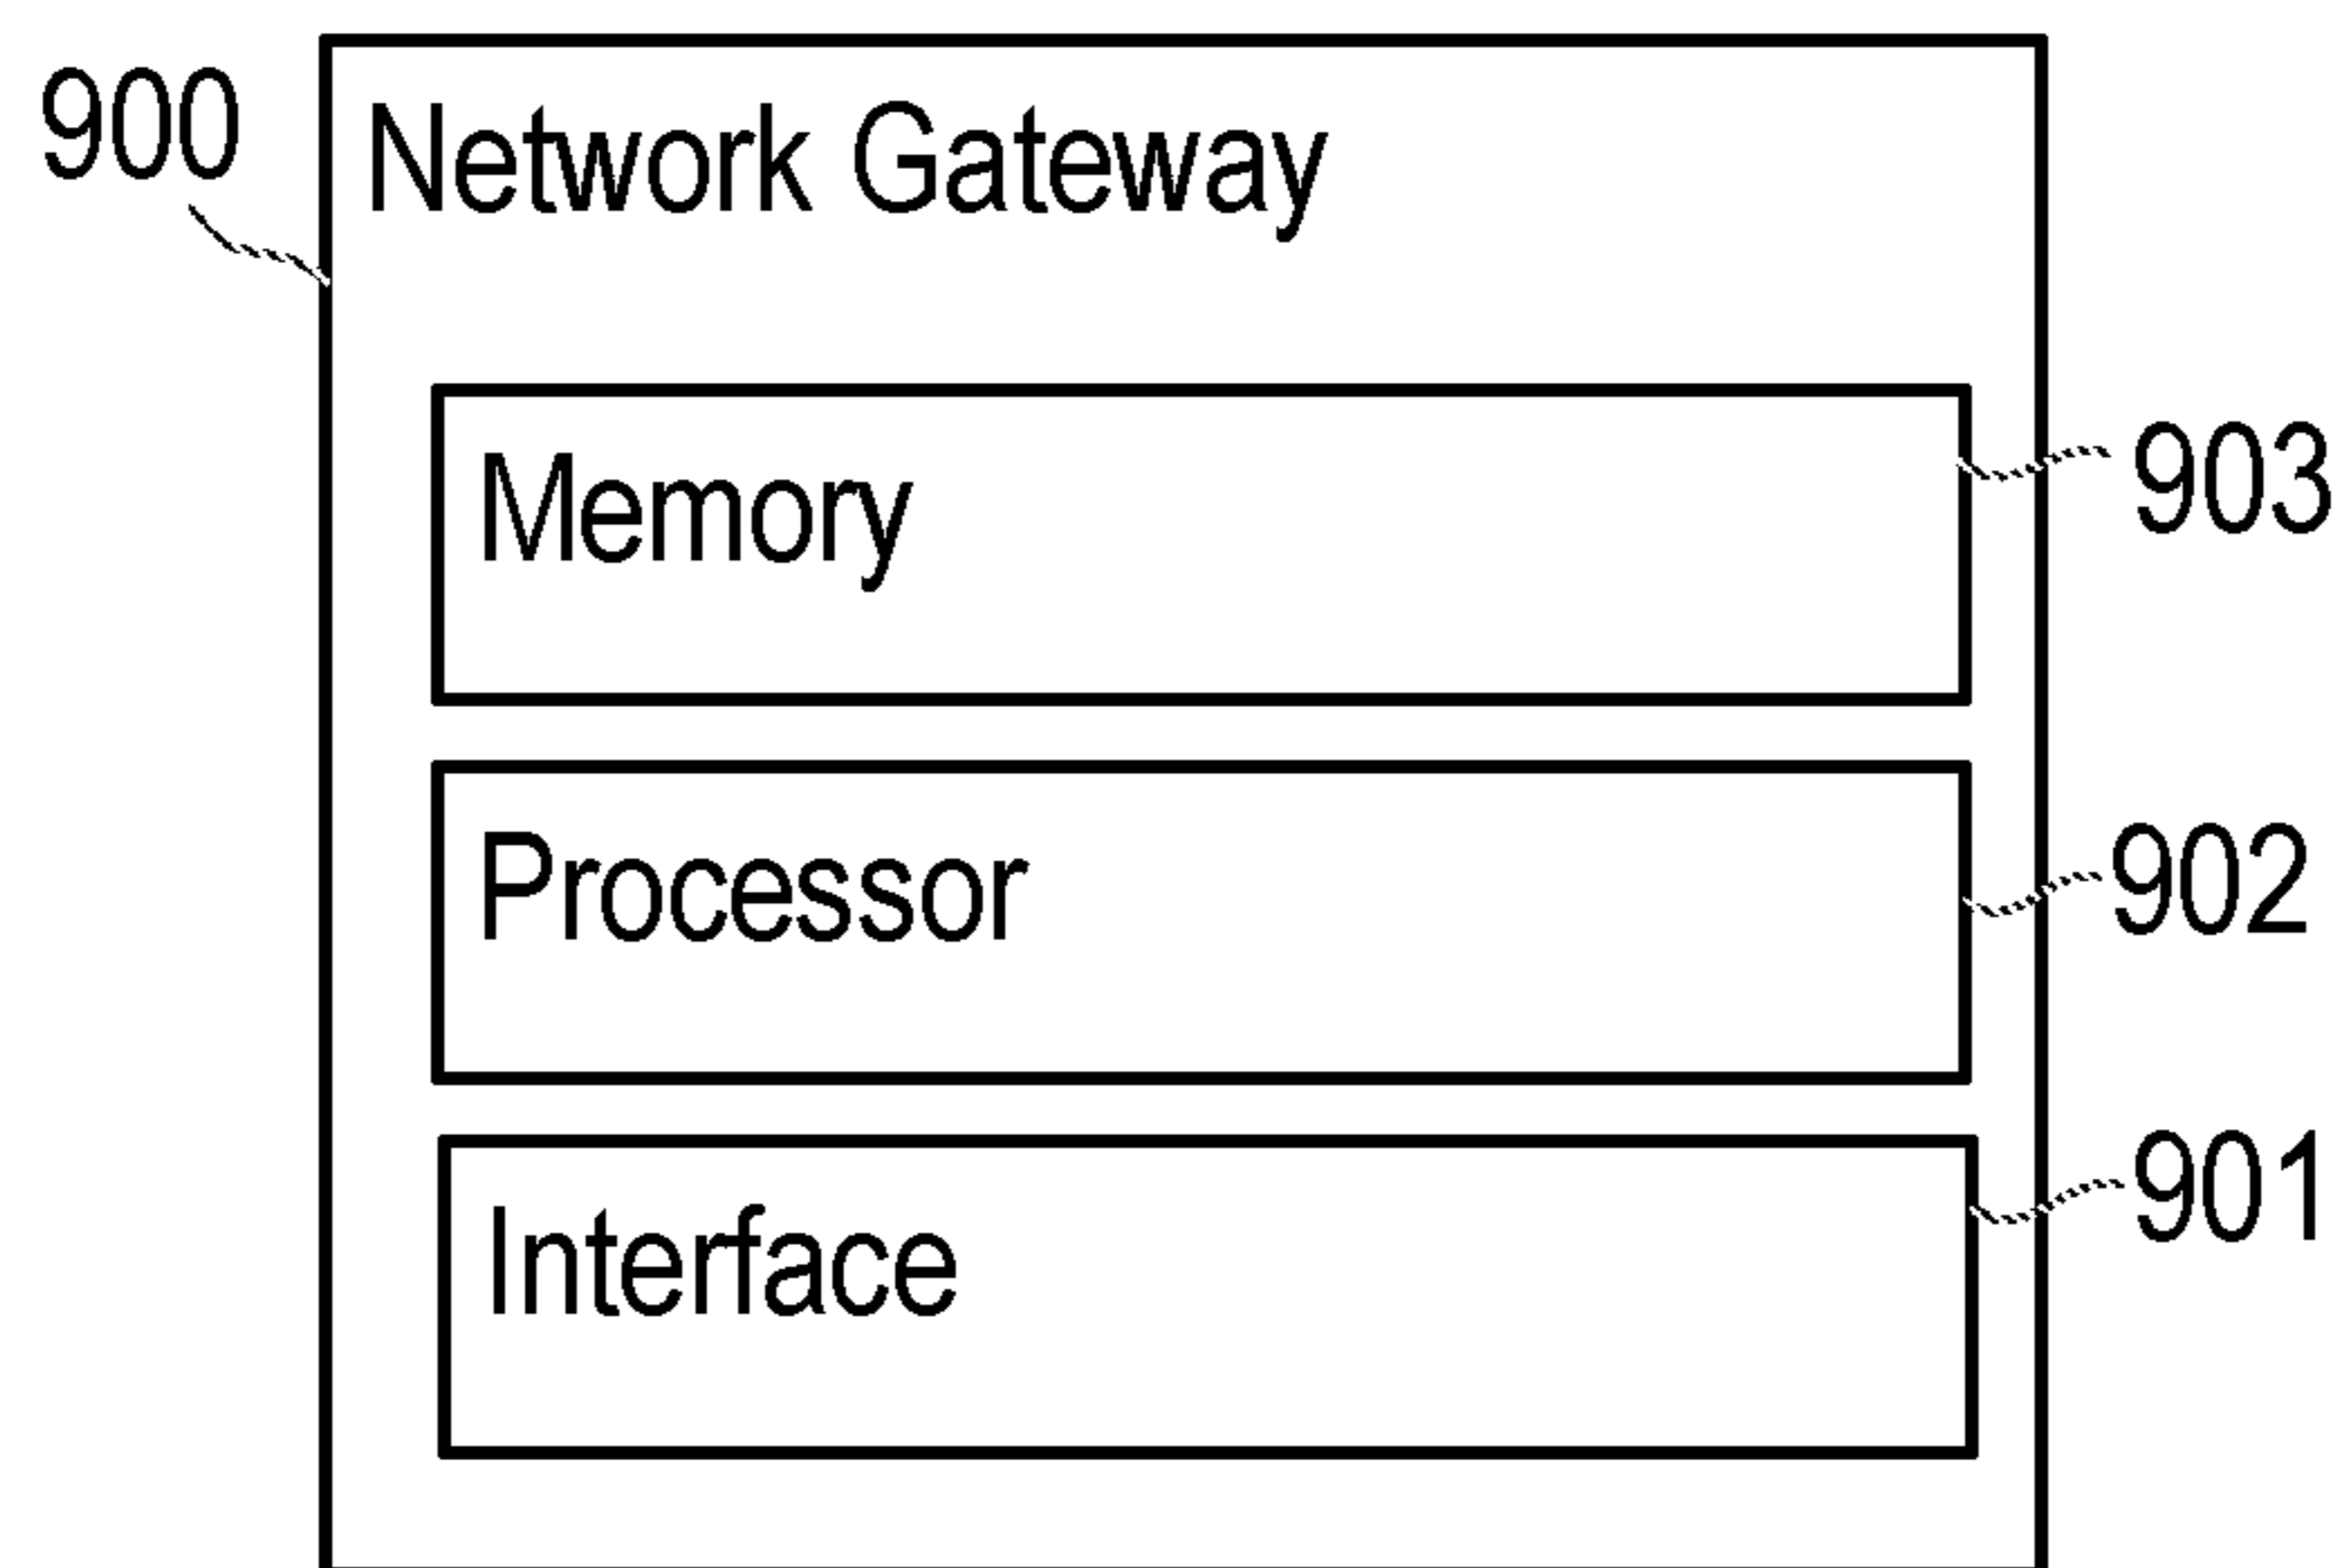 900
Network Gateway
Memory
903
Processor
902
Interface
901